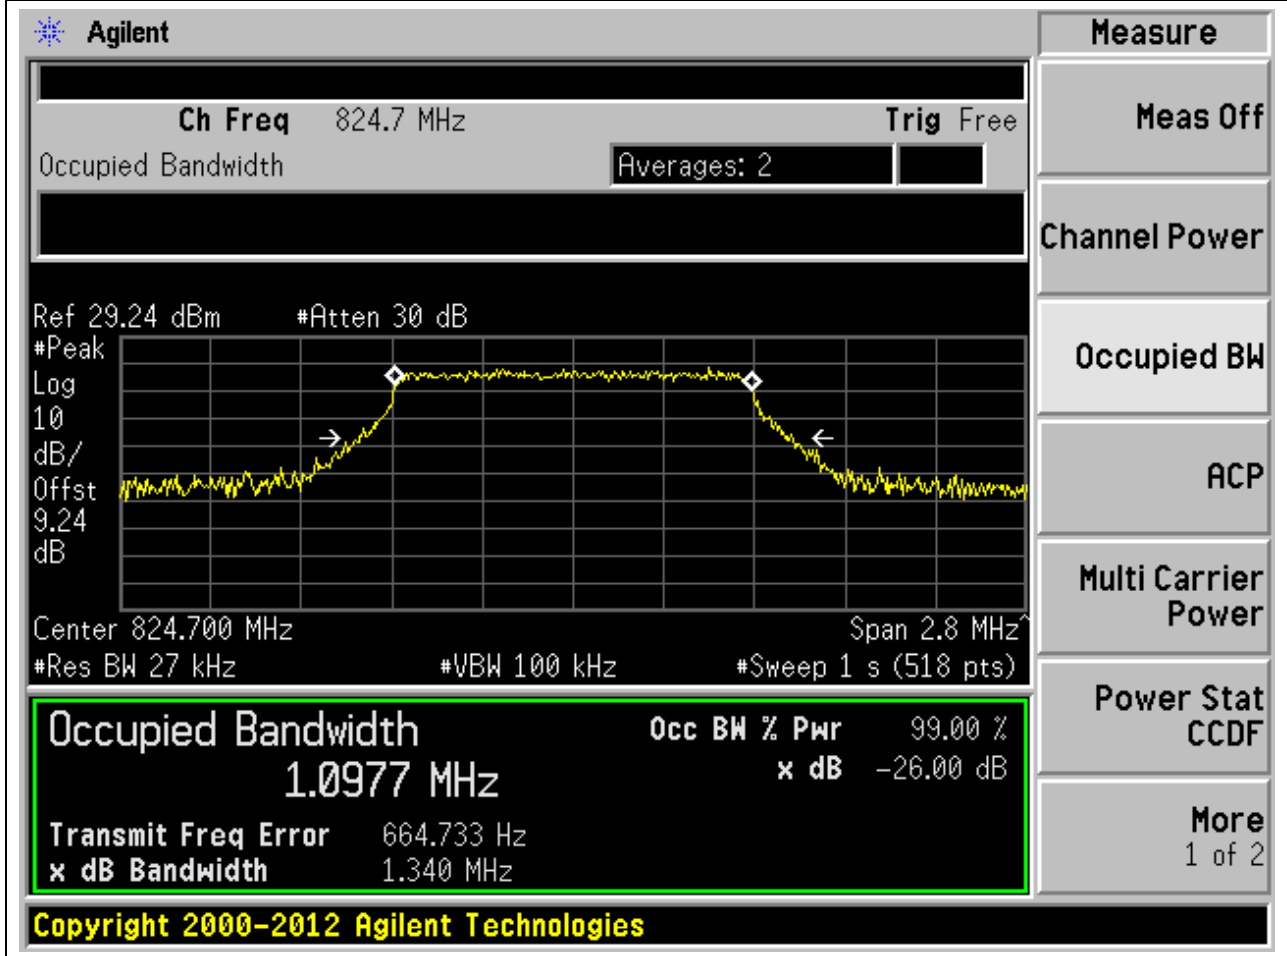 Agilent
Measure
Ch Freq 824.7 MHz Trig Free
Occupied Bandwidth Averages: 2
Ref 29.24 dBm #Atten 30 dB
#Peak
Log
10
dB/
Offst
9.24
dB
Center 824.700 MHz Span 2.8 MHz^
#Res BW 27 kHz #VBW 100 kHz #Sweep 1 s (518 pts)
Occupied Bandwidth Occ BW % Pwr 99.00 %
1.0977 MHz x dB -26.00 dB
Transmit Freq Error 664.733 Hz
x dB Bandwidth 1.340 MHz
Meas Off
Channel Power
Occupied BW
ACP
Multi Carrier
Power
Power Stat
CCDF
More
1 of 2
Copyright 2000-2012 Agilent Technologies